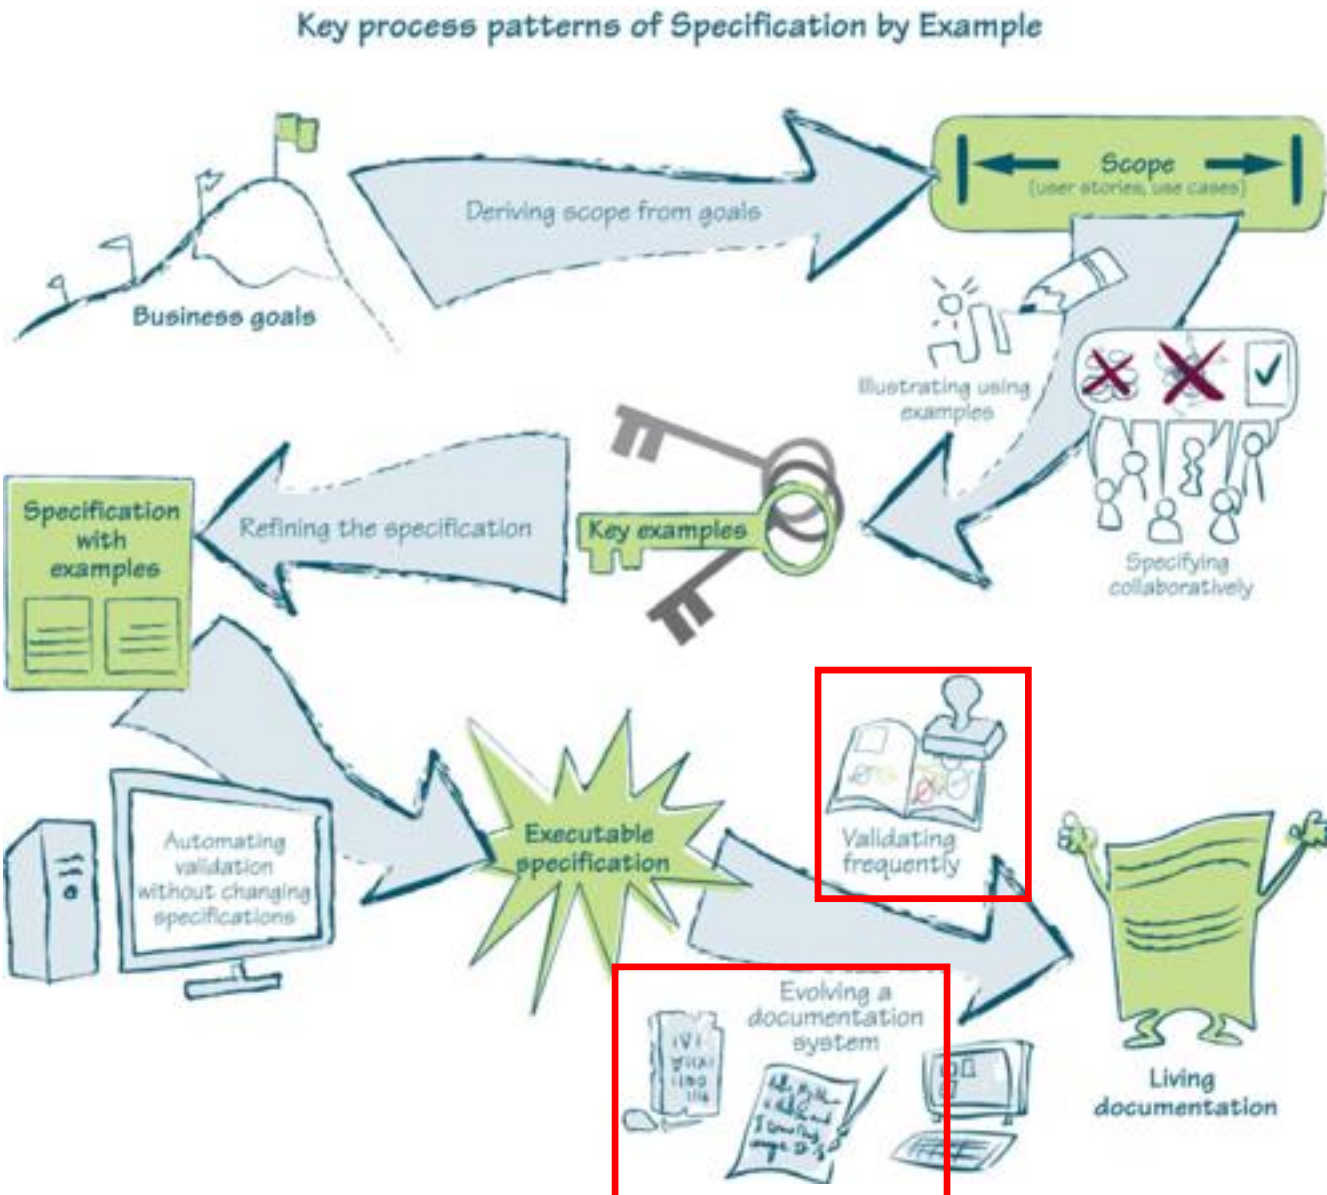 Key process patterns of Specification by Example
Scope
(user stories, use cases)
Deriving scope from goals
Business goals
Illustrating using
examples
Specifying
collaboratively
Key examples
Refining the specification
Specification
with
examples
Automating
validation
without changing
specifications
Executable
specification
Validating
frequently
Evolving a
documentation
system
Living
documentation